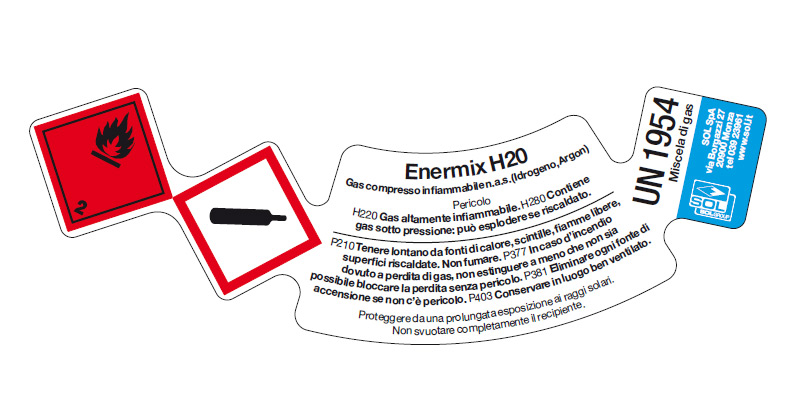 2
Enermix H20
Gas compresso infiammabile n.a.s. (Idrogeno, Argon)
Pericolo
H220 Gas altamente infiammabile. H280 Contiene
gas sotto pressione: può esplodere se riscaldato.
P210 Tenere lontano da fonti di calore, scintille, fiamme libere,
superfici riscaldate. Non fumare. P377 In caso d'incendio
dovuto a perdita di gas, non estinguere a meno che non sia
possibile bloccare la perdita senza pericolo. P381 Eliminare ogni fonte di
accensione se non c'è pericolo. P403 Conservare in luogo ben ventilato.
Proteggere da una prolungata esposizione ai raggi solari.
Non svuotare completamente il recipiente.
UN 1954
Miscela di gas
SOL SpA
via Borgazzi 27
20900 Monza
tel 039 23961
www.sol.it
SOL
SOLGROUP